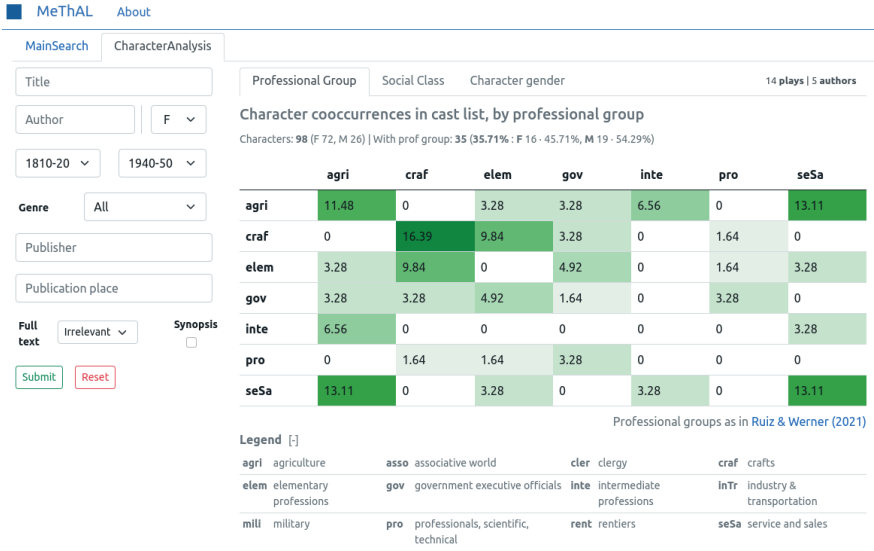 MeThAL About
MainSearch CharacterAnalysis
Title
Author F
1810-20 1940-50
Genre All
Publisher
Publication place
Full text Irrelevant Synopsis
Submit Reset
Professional Group Social Class Character gender 14 plays | 5 authors
Character cooccurrences in cast list, by professional group
Characters: 98 (F 72, M 26) | With prof group: 35 (35.71% : F 16 · 45.71%, M 19 · 54.29%)
agri craf elem gov inte pro seSa
agri 11.48 0 3.28 3.28 6.56 0 13.11
craf 0 16.39 9.84 3.28 0 1.64 0
elem 3.28 9.84 0 4.92 0 1.64 3.28
gov 3.28 3.28 4.92 1.64 0 3.28 0
inte 6.56 0 0 0 0 0 3.28
pro 0 1.64 1.64 3.28 0 0 0
seSa 13.11 0 3.28 0 3.28 0 13.11
Professional groups as in Ruiz & Werner (2021)
Legend [-]
agri agriculture asso associative world cler clergy craf crafts
elem elementary professions gov government executive officials inte intermediate professions inTr industry & transportation
mili military pro professionals, scientific, technical rent rentiers seSa service and sales